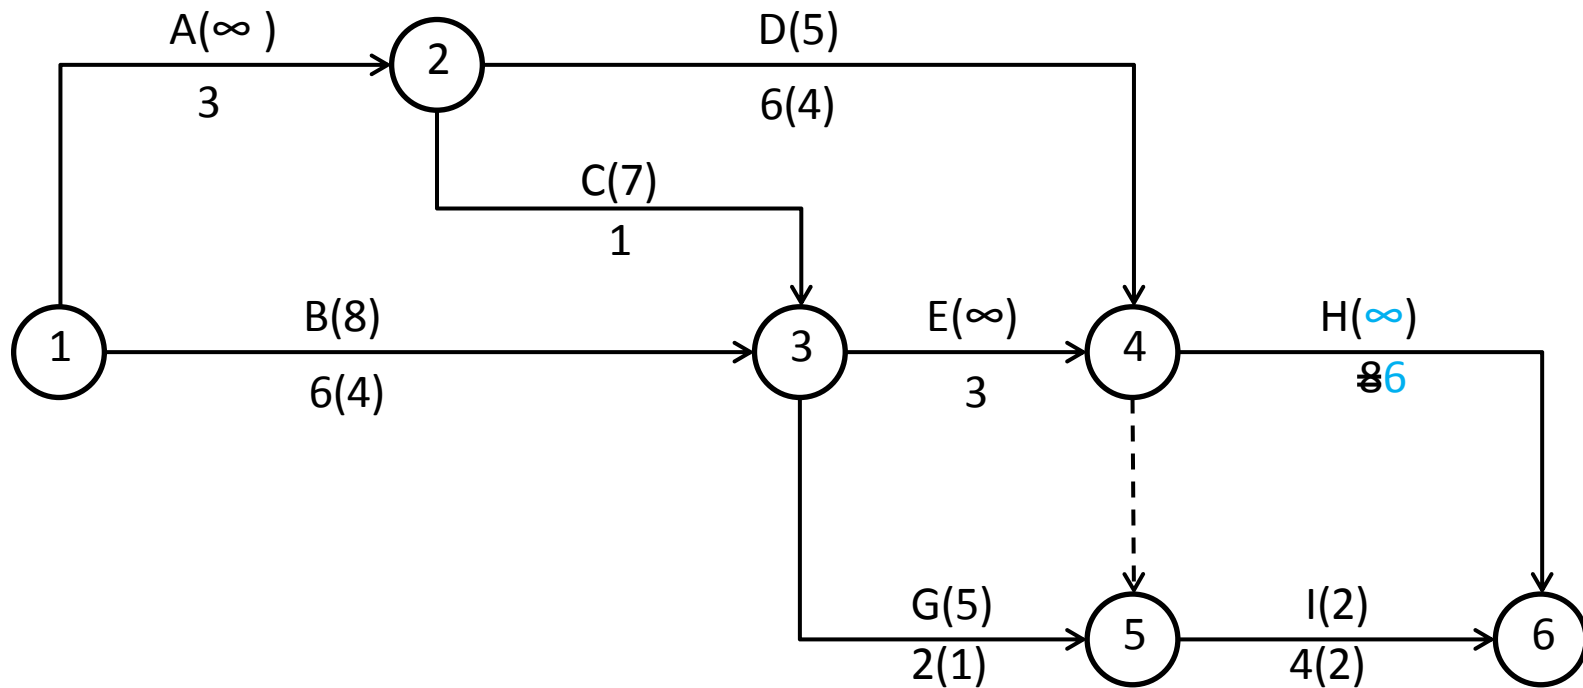 A(∞ )
3
2
D(5)
6(4)
C(7)
1
1
B(8)
6(4)
3
E(∞)
3
4
H(∞)
86
G(5)
2(1)
5
I(2)
4(2)
6